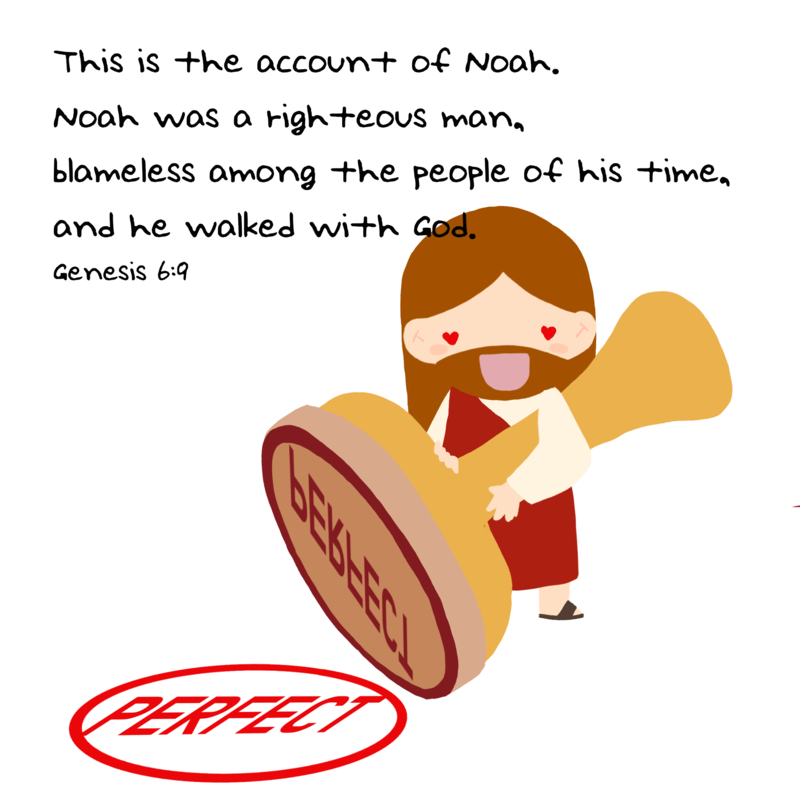 This is the account of Noah.
Noah was a righteous man,
blameless among the people of his time,
and he walked with God.
Genesis 6:9
PERFECT
PERFECT